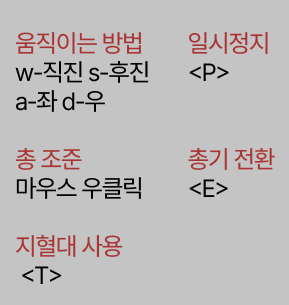 움직이는 방법
w-직진 s-후진
a-좌 d-우
일시정지
<P>
총 조준
마우스 우클릭
총기 전환
<E>
지혈대 사용
<T>